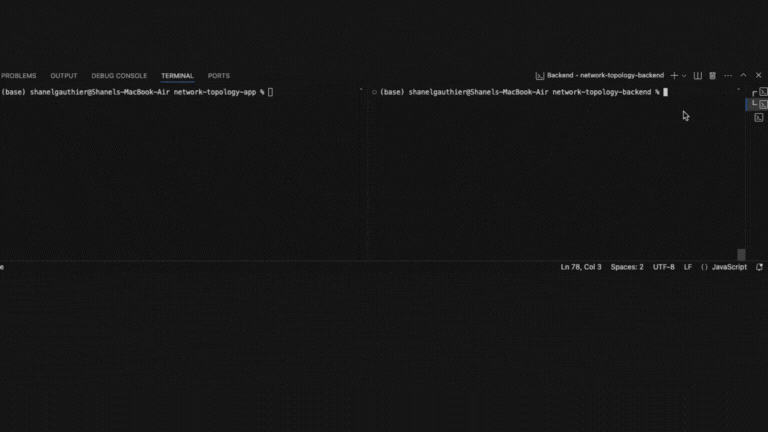 PROBLEMS OUTPUT DEBUG CONSOLE TERMINAL PORTS Backend - network-topology-backend
(base) shanelgauthier@Shanels-MacBook-Air network-topology-app %
(base) shanelgauthier@Shanels-MacBook-Air network-topology-backend %
e Ln 78, Col 3 Spaces: 2 UTF-8 LF () JavaScript